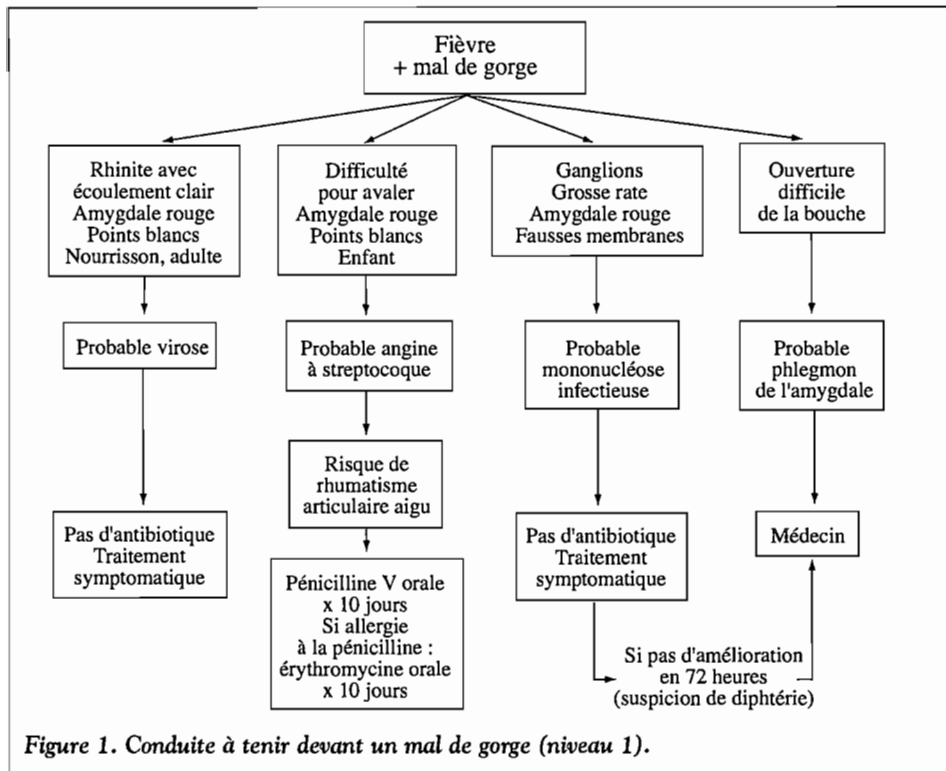 Fièvre
+ mal de gorge
Rhinite avec
écoulement clair
Amygdale rouge
Points blancs
Nourrisson, adulte
Probable virose
Pas d'antibiotique
Traitement
symptomatique
Difficulté
pour avaler
Amygdale rouge
Points blancs
Enfant
Probable angine
à streptocoque
Risque de
rhumatisme
articulaire aigu
Pénicilline V orale
x 10 jours
Si allergie
à la pénicilline :
érythromycine orale
x 10 jours
Ganglions
Grosse rate
Amygdale rouge
Fausses membranes
Probable
mononucléose
infectieuse
Pas d'antibiotique
Traitement
symptomatique
Si pas d'amélioration
en 72 heures
(suspicion de diphtérie)
Ouverture
difficile
de la bouche
Probable
phlegmon
de l'amygdale
Médecin
Figure 1. Conduite à tenir devant un mal de gorge (niveau 1).